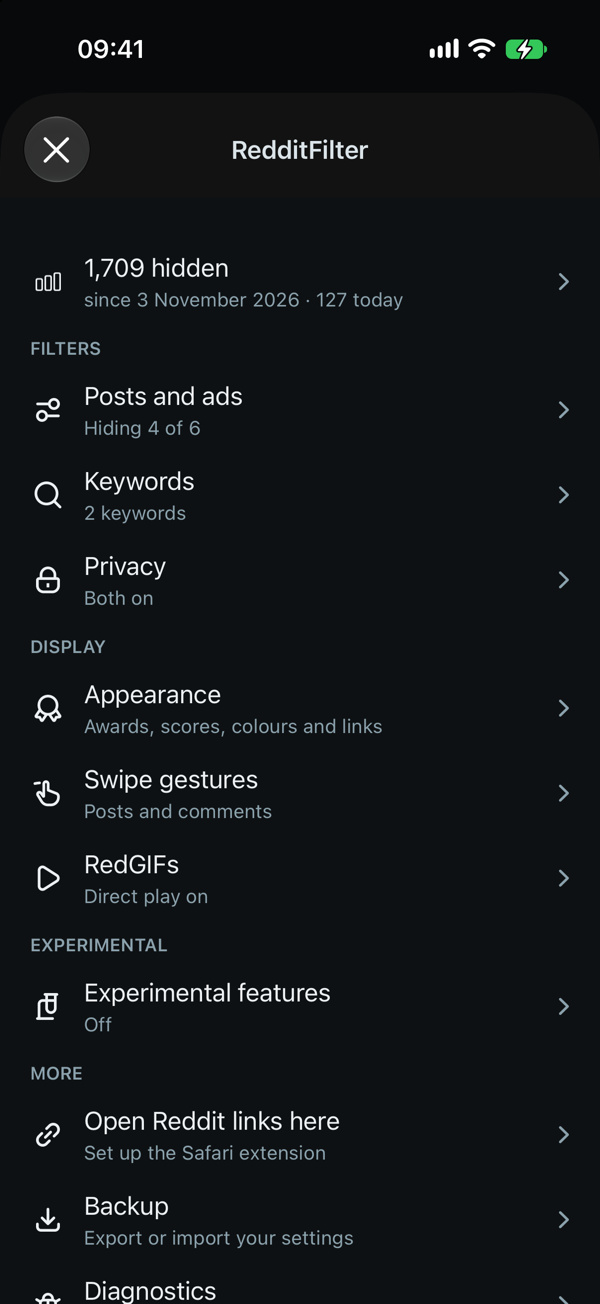 09:41
RedditFilter
1,709 hidden
since 3 November 2026 · 127 today
FILTERS
Posts and ads
Hiding 4 of 6
Keywords
2 keywords
Privacy
Both on
DISPLAY
Appearance
Awards, scores, colours and links
Swipe gestures
Posts and comments
RedGIFs
Direct play on
EXPERIMENTAL
Experimental features
Off
MORE
Open Reddit links here
Set up the Safari extension
Backup
Export or import your settings
Diagnostics